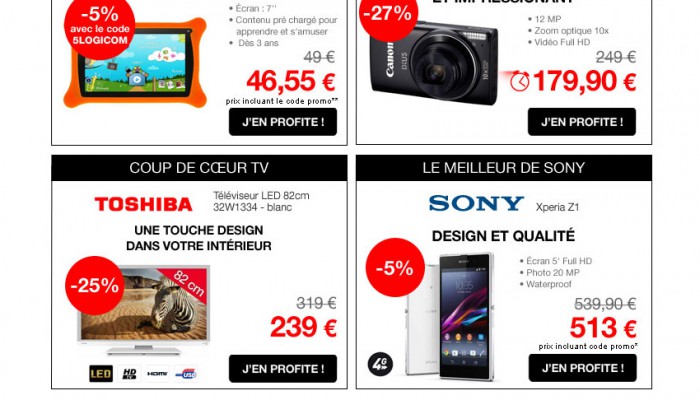 -5%
avec le code
5LOGICOM
• Écran : 7''
• Contenu pré chargé pour
apprendre et s'amuser
• Dès 3 ans
49 €
46,55 €
prix incluant le code promo**
J'EN PROFITE !
-27%
• 12 MP
• Zoom optique 10x
• Vidéo Full HD
Canon
IXUS
249 €
179,90 €
J'EN PROFITE !
COUP DE CŒUR TV
TOSHIBA
Téléviseur LED 82cm
32W1334 - blanc
UNE TOUCHE DESIGN
DANS VOTRE INTÉRIEUR
-25%
82 cm
319 €
239 €
LED
HD
TV
HDMI
USB
J'EN PROFITE !
LE MEILLEUR DE SONY
SONY
Xperia Z1
DESIGN ET QUALITÉ
-5%
• Écran 5' Full HD
• Photo 20 MP
• Waterproof
539,90 €
513 €
prix incluant code promo*
4G
J'EN PROFITE !